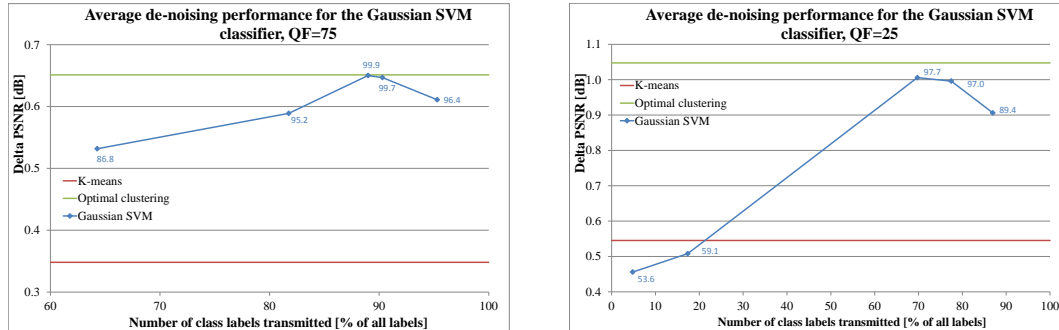 Average de-noising performance for the Gaussian SVM
classifier, QF=75
0.7
0.6
0.5
0.4
0.3
Delta PSNR [dB]
99.9
99.7
96.4
95.2
86.8
K-means
Optimal clustering
Gaussian SVM
60
70
80
90
100
Number of class labels transmitted [% of all labels]
Average de-noising performance for the Gaussian SVM
classifier, QF=25
1.1
1.0
0.9
0.8
0.7
0.6
0.5
0.4
Delta PSNR [dB]
K-means
Optimal clustering
Gaussian SVM
97.7
97.0
89.4
59.1
53.6
0
10
20
30
40
50
60
70
80
90
100
Number of class labels transmitted [% of all labels]